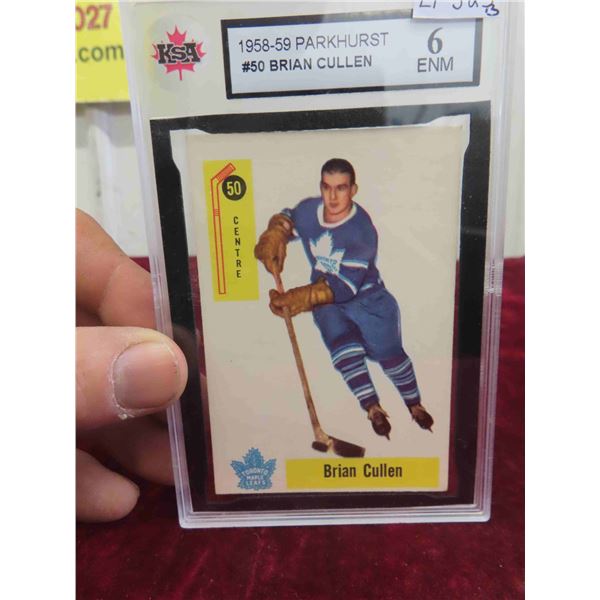 027
.com
KSA
1958-59 PARKHURST
#50 BRIAN CULLEN
6
ENM
50
CENTRE
TORONTO
MAPLE
LEAFS
Brian Cullen